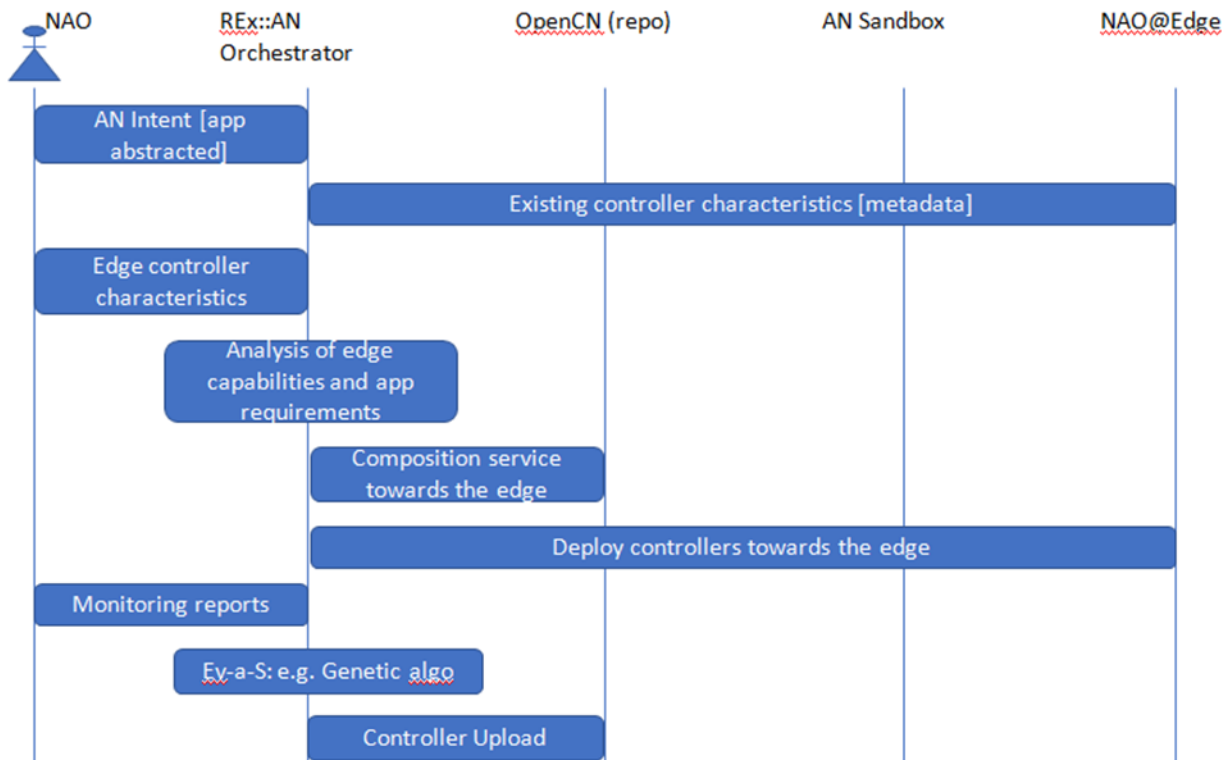 NAO
REx::AN
Orchestrator
OpenCN (repo)
AN Sandbox
NAO@Edge
AN Intent [app
abstracted]
Existing controller characteristics [metadata]
Edge controller
characteristics
Analysis of edge
capabilities and app
requirements
Composition service
towards the edge
Deploy controllers towards the edge
Monitoring reports
Ev-a-S: e.g. Genetic algo
Controller Upload